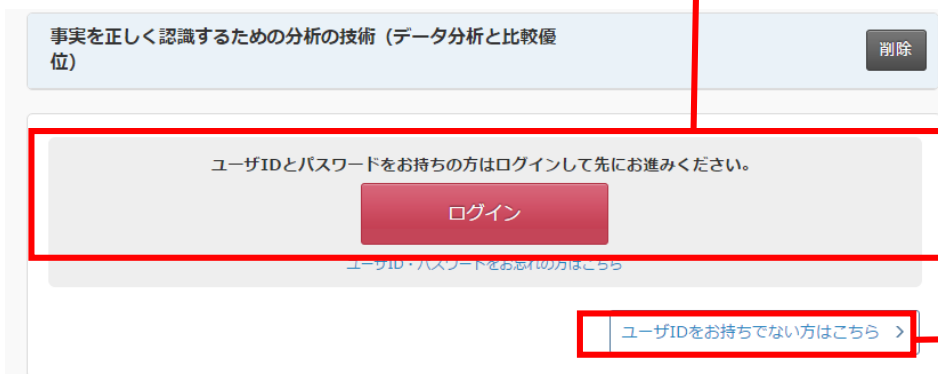 事実を正しく認識するための分析の技術（データ分析と比較優
位）
削除
ユーザIDとパスワードをお持ちの方はログインして先にお進みください。
ログイン
ユーザID・パスワードをお忘れの方はこちら
ユーザIDをお持ちでない方はこちら